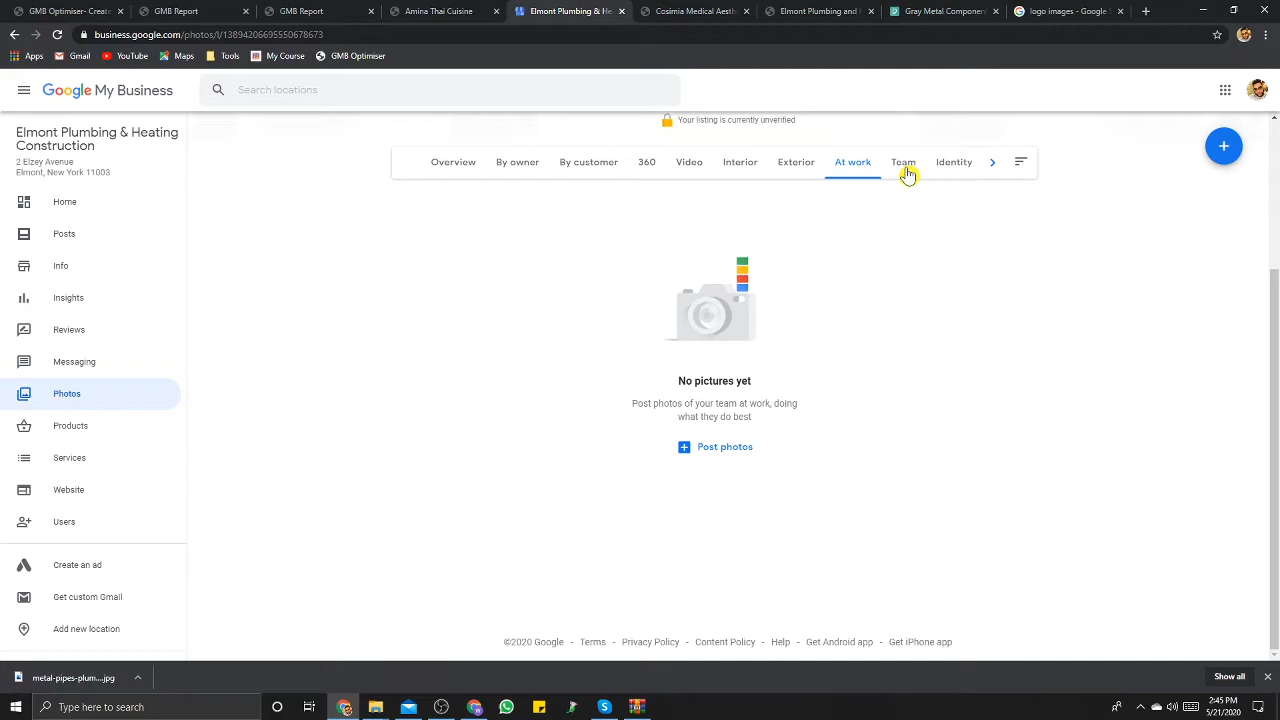 GMB Optimiser- Create
GMB Report
GMB Report
Amina Thai Cuisine
Elmont Plumbing & He
Cosimia Medical Aesthe
Elmont Plumbing and
Gray Metal Component
logo images - Google S
business.google.com/photos/l/13894206695550678673
Apps
Gmail
YouTube
Maps
Tools
My Course
GMB Optimiser
Google My Business
Search locations
Elmont Plumbing & Heating
Construction
2 Elzey Avenue
Elmont, New York 11003
Your listing is currently unverified
Overview
By owner
By customer
360
Video
Interior
Exterior
At work
Team
Identity
Home
Posts
Info
Insights
Reviews
Messaging
Photos
Products
Services
Website
Users
Create an ad
Get custom Gmail
Add new location
No pictures yet
Post photos of your team at work, doing
what they do best
Post photos
©2020 Google - Terms - Privacy Policy - Content Policy - Help - Get Android app - Get iPhone app
metal-pipes-plum....jpg
Show all
Type here to search
2:45 PM
5/21/2020